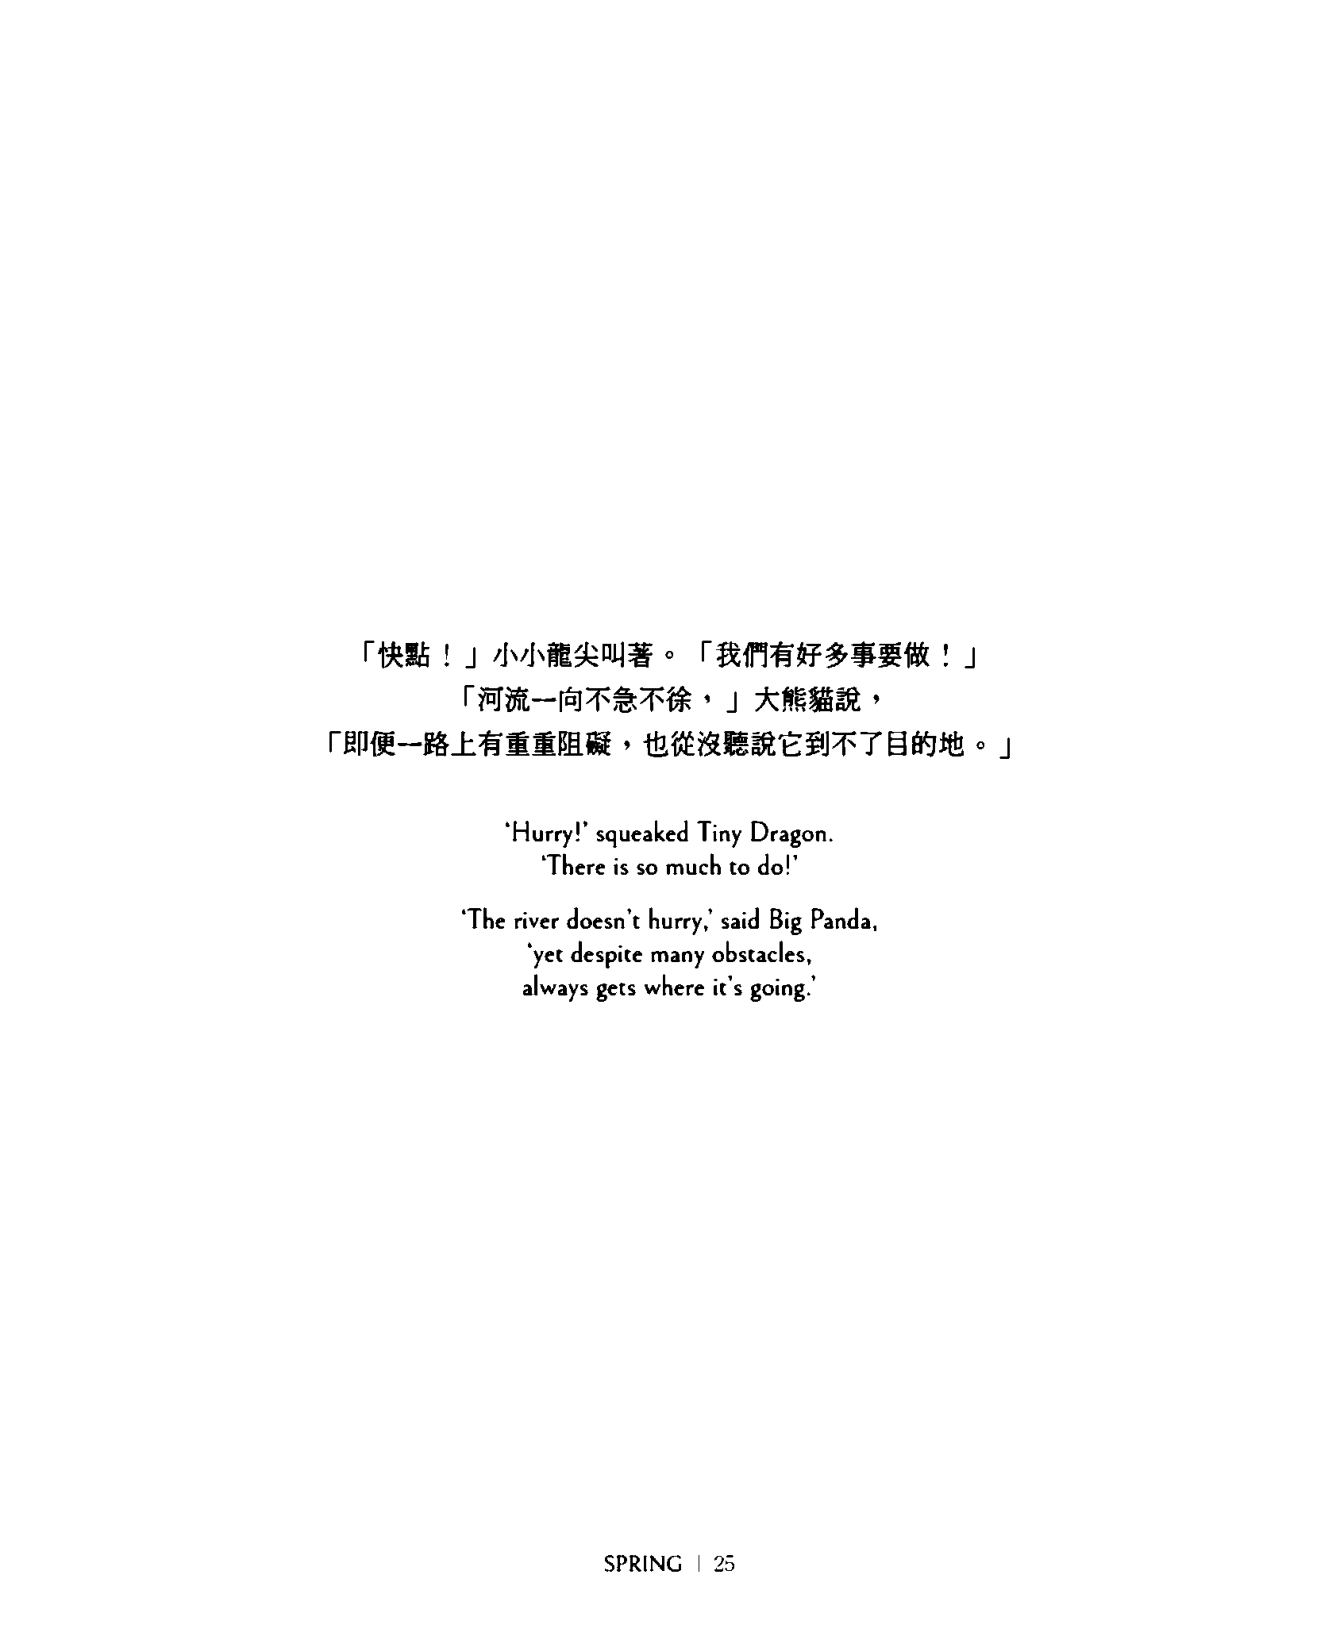 「快點！」小小龍尖叫著。「我們有好多事要做！」
「河流一向不急不徐，」大熊貓說，
「即便一路上有重重阻礙，也從沒聽說它到不了目的地。」
‘Hurry!’ squeaked Tiny Dragon.
‘There is so much to do!’
‘The river doesn’t hurry,’ said Big Panda,
‘yet despite many obstacles,
always gets where it’s going.’
SPRING | 25